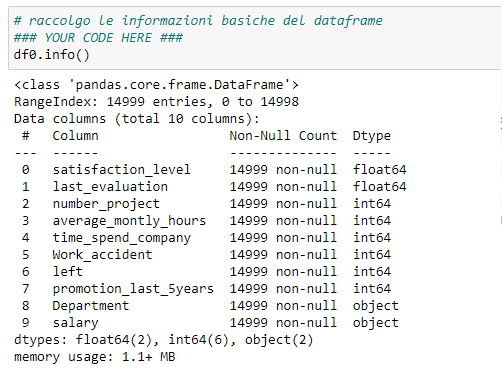 # raccolgo le informazioni basiche del dataframe
### YOUR CODE HERE ###
df0.info()
<class 'pandas.core.frame.DataFrame'>
RangeIndex: 14999 entries, 0 to 14998
Data columns (total 10 columns):
 #   Column                 Non-Null Count  Dtype
---  ------                 --------------  -----
 0   satisfaction_level     14999 non-null  float64
 1   last_evaluation        14999 non-null  float64
 2   number_project         14999 non-null  int64
 3   average_montly_hours   14999 non-null  int64
 4   time_spend_company     14999 non-null  int64
 5   Work_accident          14999 non-null  int64
 6   left                   14999 non-null  int64
 7   promotion_last_5years  14999 non-null  int64
 8   Department             14999 non-null  object
 9   salary                 14999 non-null  object
dtypes: float64(2), int64(6), object(2)
memory usage: 1.1+ MB